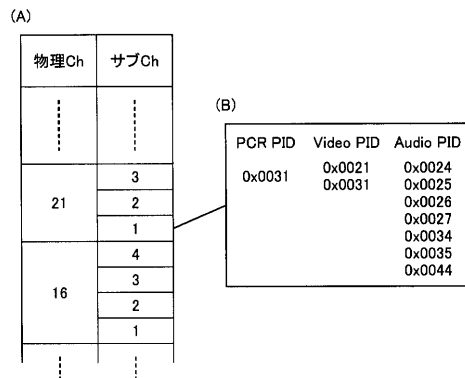 (A)
物理Ch サブCh
21
3
2
1
16
4
3
2
1
(B)
PCR PID Video PID Audio PID
0x0031 0x0021 0x0024
0x0031 0x0025
0x0026
0x0027
0x0034
0x0035
0x0044